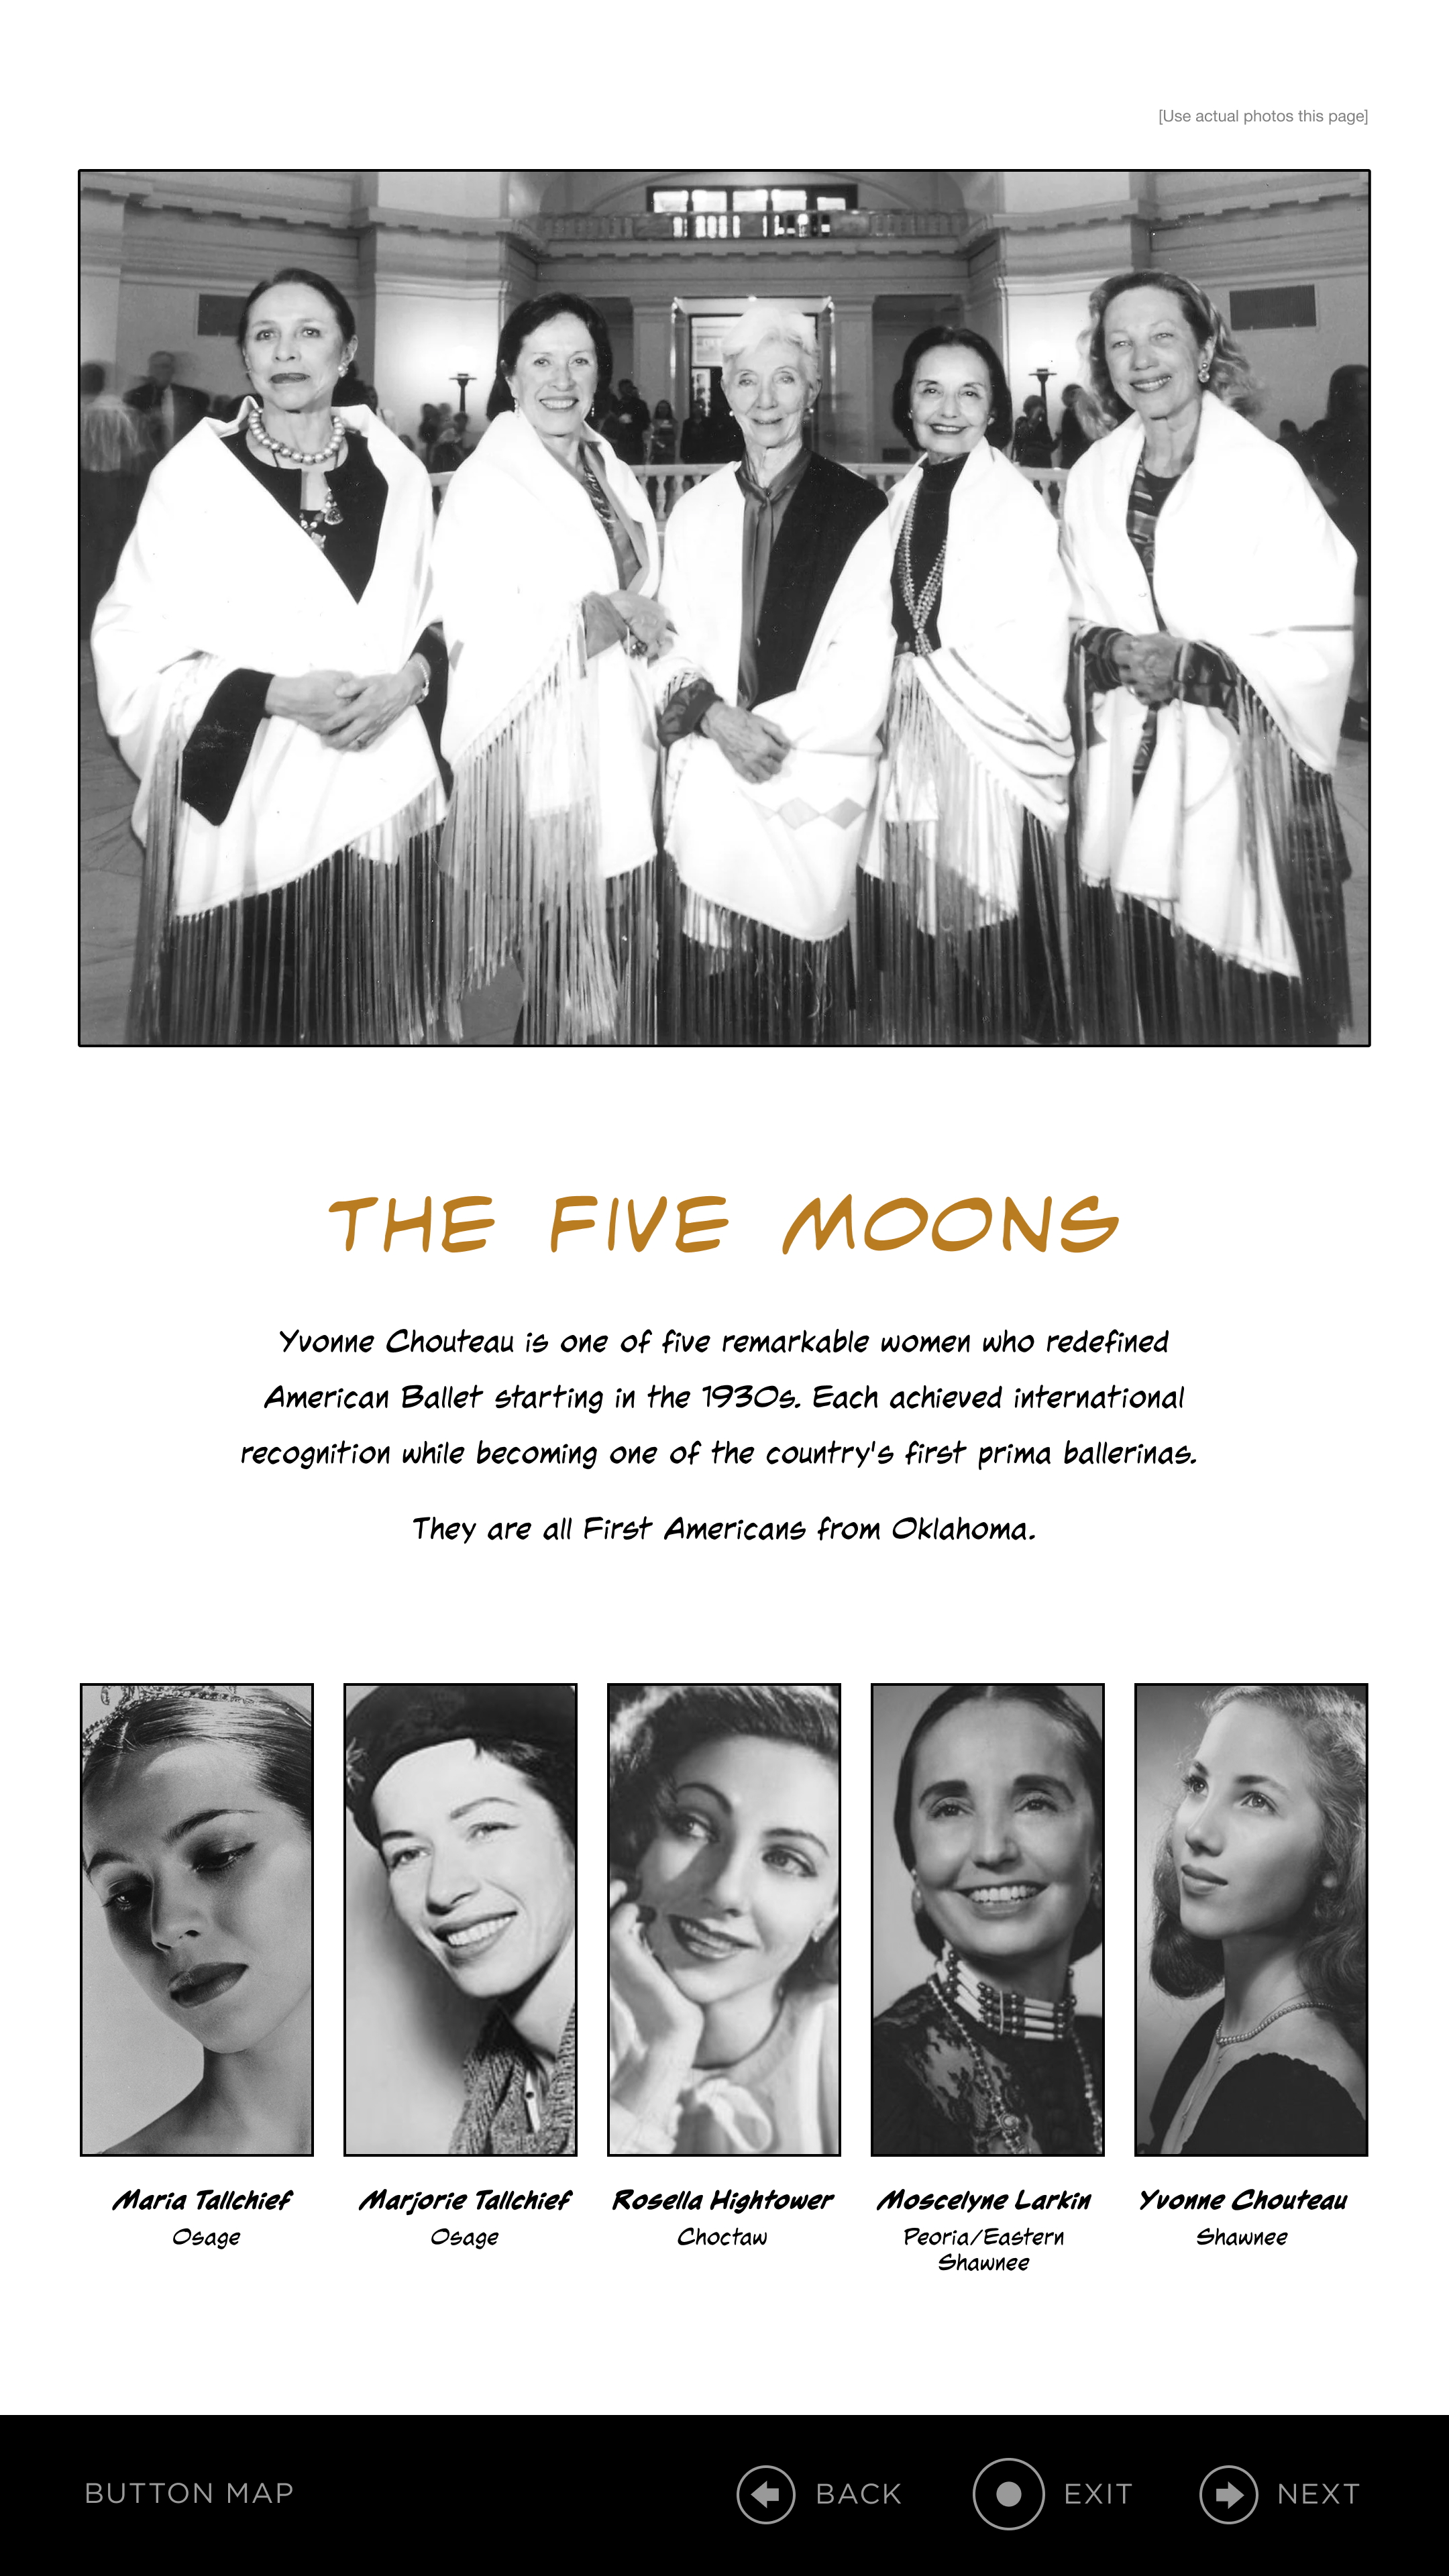 [Use actual photos this page]
THE FIVE MOONS
Yvonne Chouteau is one of five remarkable women who redefined
American Ballet starting in the 1930s. Each achieved international
recognition while becoming one of the country's first prima ballerinas.
They are all First Americans from Oklahoma.
Maria Tallchief
Osage
Marjorie Tallchief
Osage
Rosella Hightower
Choctaw
Moscelyne Larkin
Peoria/Eastern
Shawnee
Yvonne Chouteau
Shawnee
BUTTON MAP
BACK
EXIT
NEXT